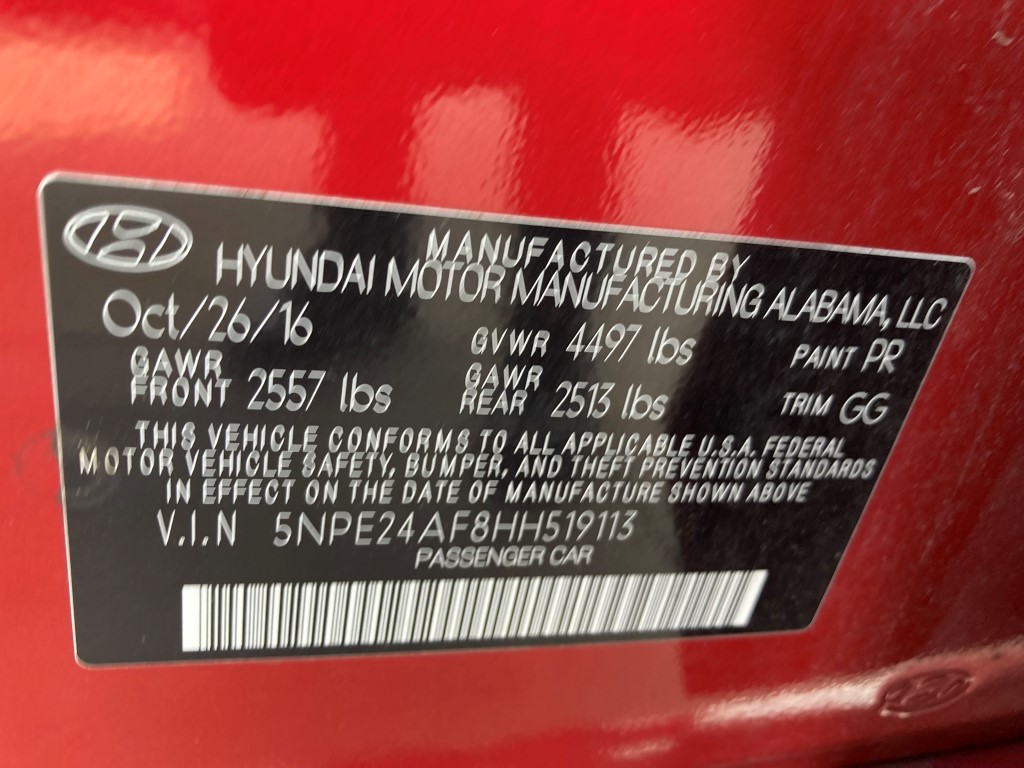 MANUFACTURED BY
HYUNDAI MOTOR MANUFACTURING ALABAMA, LLC
Oct/26/16 GVWR 4497 lbs PAINT PR
GAWR FRONT 2557 lbs GAWR REAR 2513 lbs TRIM GG
THIS VEHICLE CONFORMS TO ALL APPLICABLE U.S.A. FEDERAL
MOTOR VEHICLE SAFETY, BUMPER, AND THEFT PREVENTION STANDARDS
IN EFFECT ON THE DATE OF MANUFACTURE SHOWN ABOVE
V.I.N 5NPE24AF8HH519113
PASSENGER CAR